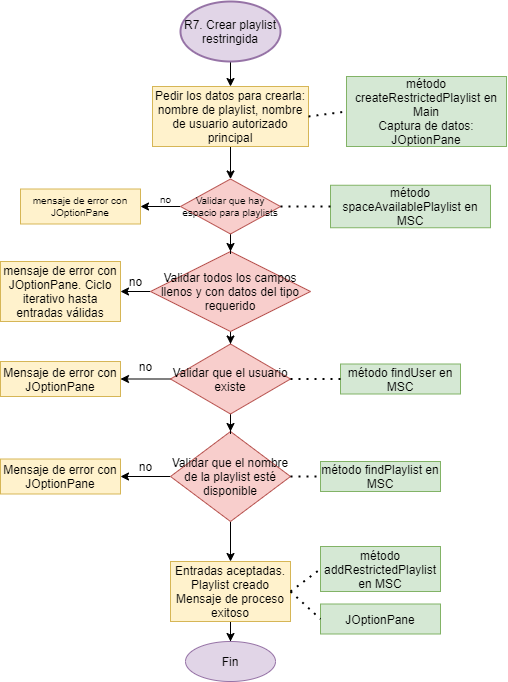 R7. Crear playlist
restringida
Pedir los datos para crearla:
nombre de playlist, nombre
de usuario autorizado
principal
método
createRestrictedPlaylist en
Main
Captura de datos:
JOptionPane
mensaje de error con
JOptionPane
no
Validar que hay
espacio para playlists
método
spaceAvailablePlaylist en
MSC
mensaje de error con
JOptionPane. Ciclo
iterativo hasta
entradas válidas
no
Validar todos los campos
llenos y con datos del tipo
requerido
Mensaje de error con
JOptionPane
no
Validar que el usuario
existe
método findUser en
MSC
Mensaje de error con
JOptionPane
no
Validar que el nombre
de la playlist esté
disponible
método findPlaylist en
MSC
Entradas aceptadas.
Playlist creado
Mensaje de proceso
exitoso
método
addRestrictedPlaylist
en MSC
JOptionPane
Fin